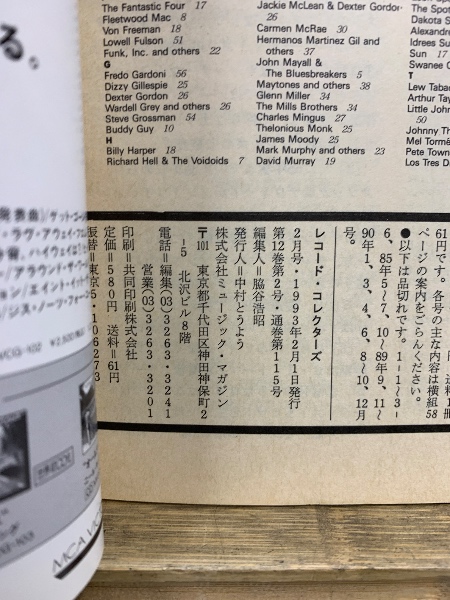 The Fantastic Four 17
Fleetwood Mac 8
Von Freeman 18
Lowell Fulson 51
Funk, Inc. and others 22
G
Fredo Gardoni 56
Dizzy Gillespie 25
Dexter Gordon 26
Wardell Grey and others 26
Steve Grossman 54
Buddy Guy 10
H
Billy Harper 18
Richard Hell & The Voidoids 7
Jackie McLean & Dexter Gordon
26
Carmen McRae 30
Hermanos Martinez Gil and
others 37
John Mayall &
The Bluesbreakers 5
Maytones and others 38
Glenn Miller 34
The Mills Brothers 34
Charles Mingus 27
Thelonious Monk 25
James Moody 25
Mark Murphy and others 23
David Murray 19
The Spot
Dakota S
Alexandre
Idrees Sul
Sun 17
Swanee Q
T
Lew Tabac
Arthur Tay
Little John
50
Johnny Th
Mel Tormé
Pete Town
Los Tres D
61円です。各号の主な内容は横組58
ページの案内をごらんください。
●以下は品切れです。1－1～3－
6、85年5～7、10～89年9、11～
90年1、3、4、6、8～10、12月
号。
レコード・コレクターズ
2月号・1993年2月1日発行
第12巻第2号・通巻第115号
編集人＝脇谷浩昭
発行人＝中村とうよう
株式会社ミュージック・マガジン
〒101 東京都千代田区神田神保町2
－5 北沢ビル8階
電話＝編集(03)3263・3241
営業(03)3263・3201
印刷＝共同印刷株式会社
定価＝580円 送料＝61円
振替＝東京5・106273
る。
MCA VIC